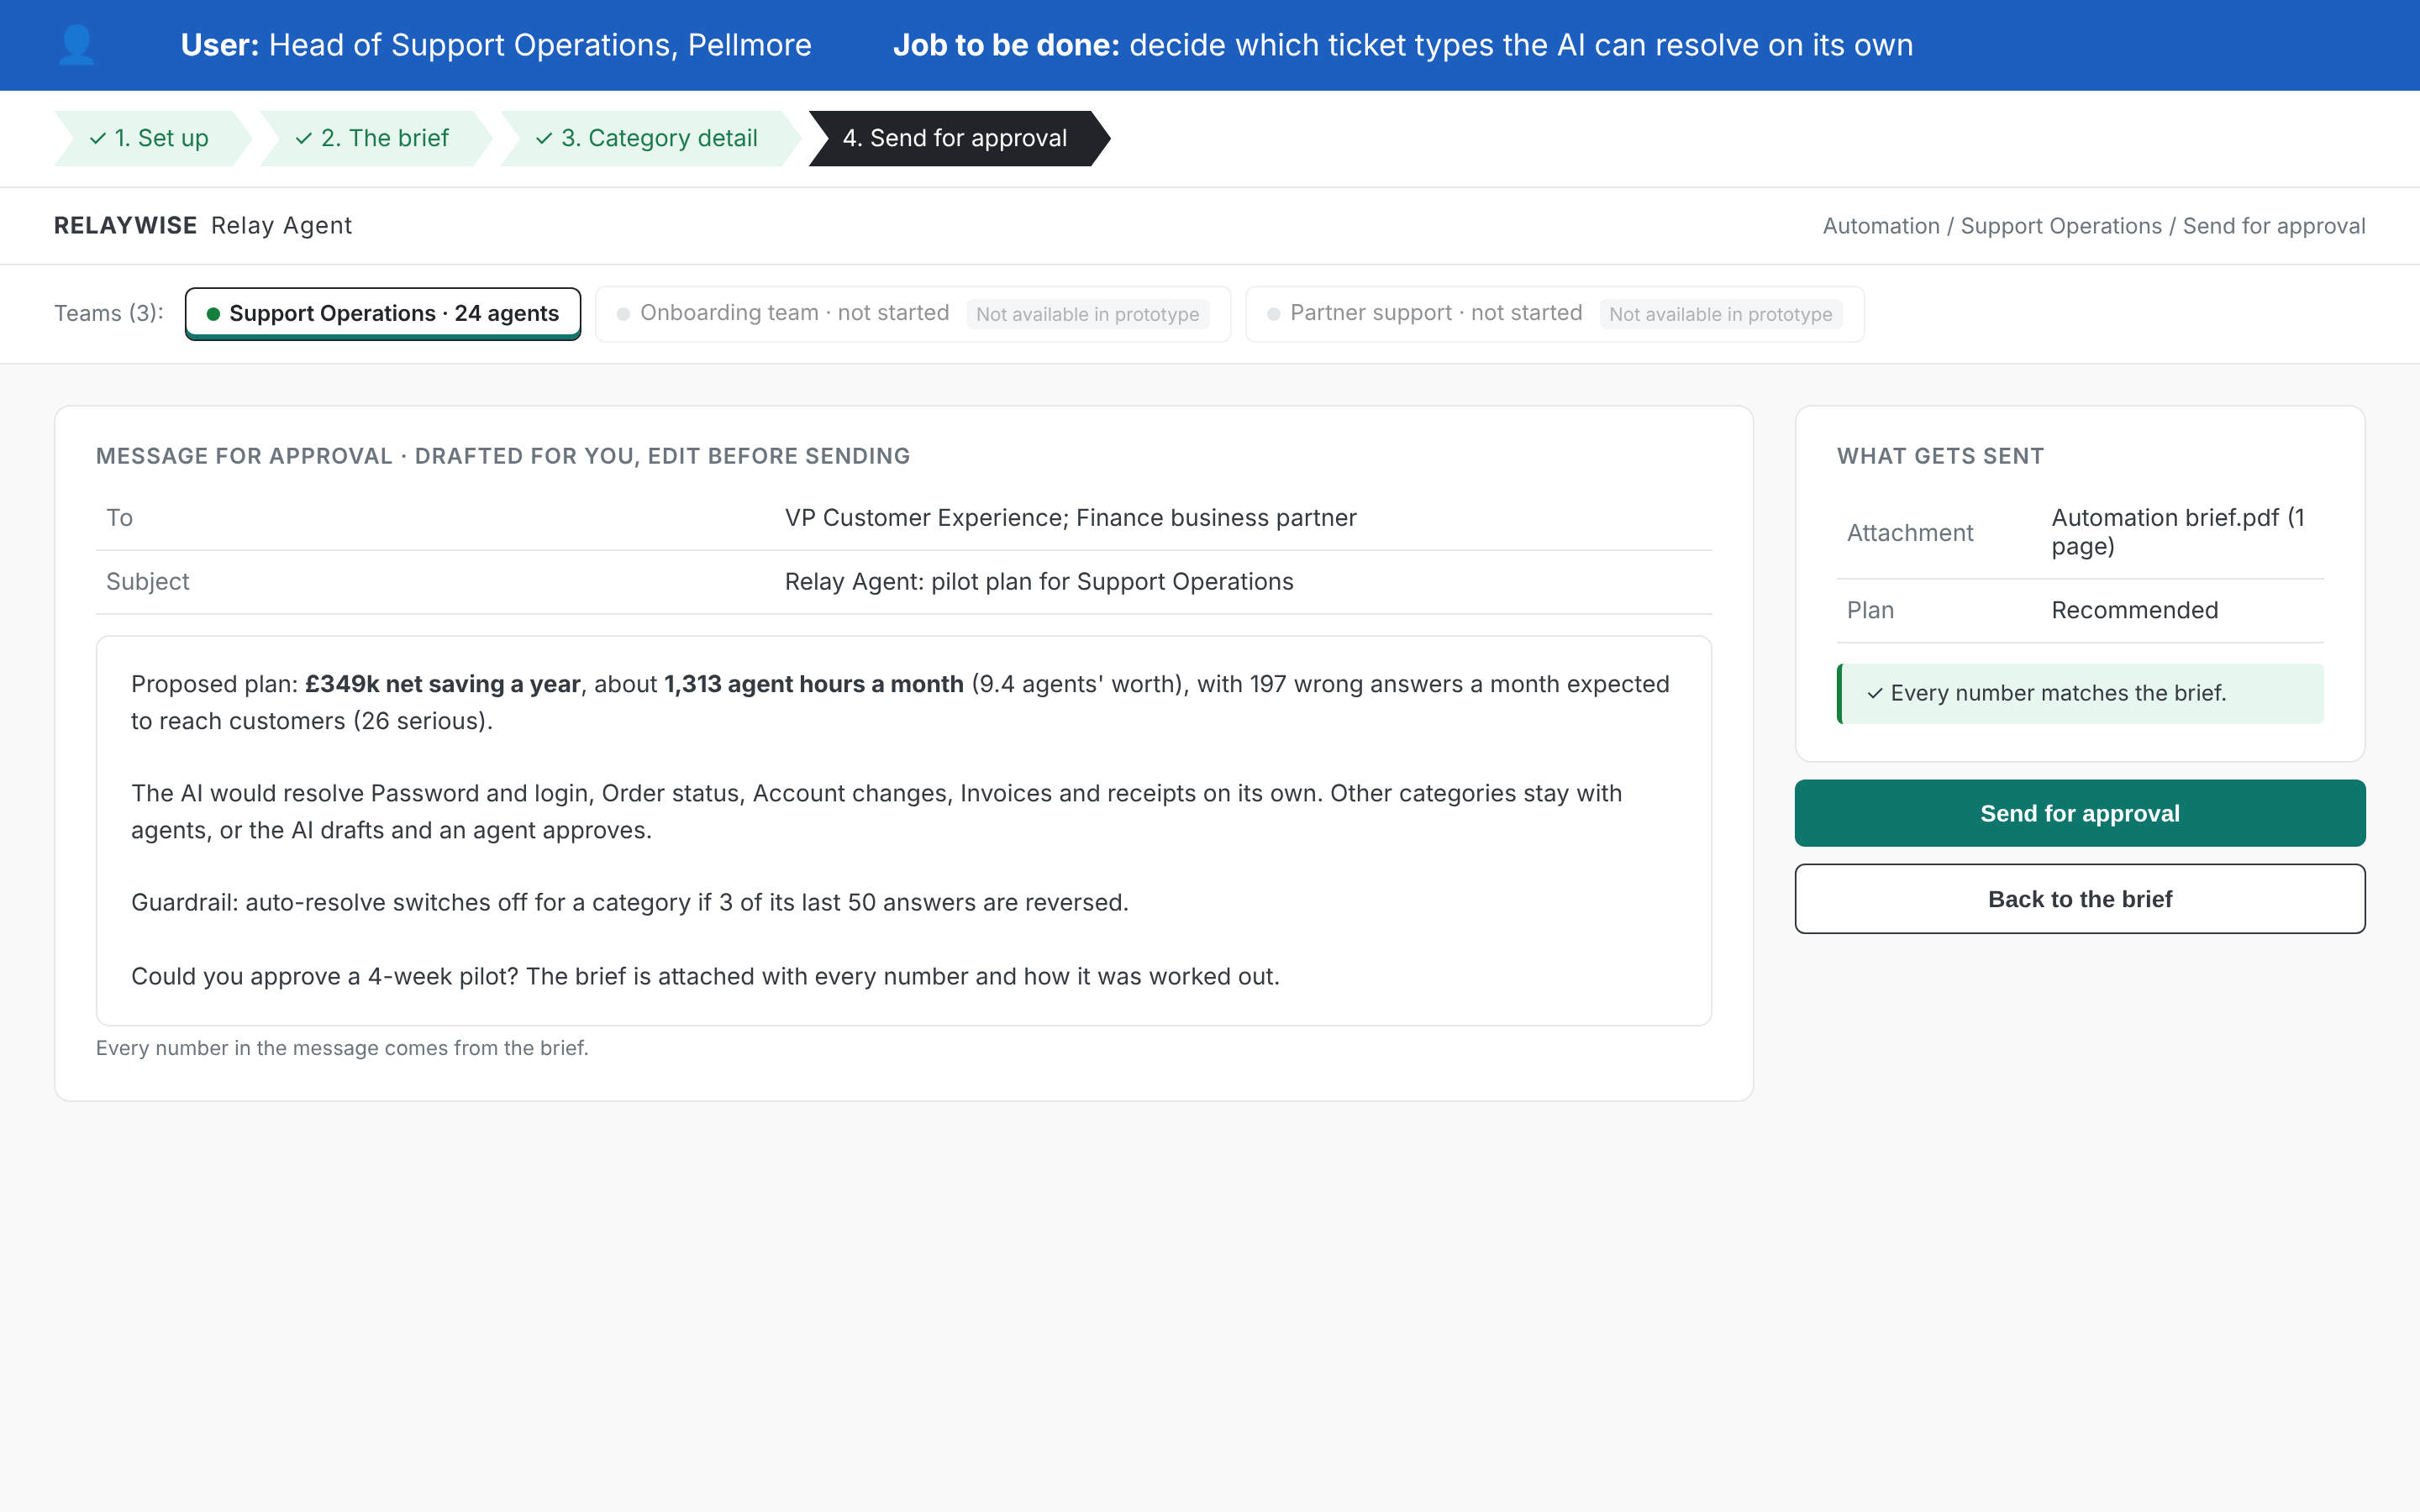 User: Head of Support Operations, Pellmore
Job to be done: decide which ticket types the AI can resolve on its own
✓ 1. Set up
✓ 2. The brief
✓ 3. Category detail
4. Send for approval
RELAYWISE Relay Agent
Automation / Support Operations / Send for approval
Teams (3):
Support Operations · 24 agents
Onboarding team · not started
Not available in prototype
Partner support · not started
Not available in prototype
MESSAGE FOR APPROVAL · DRAFTED FOR YOU, EDIT BEFORE SENDING
To
VP Customer Experience; Finance business partner
Subject
Relay Agent: pilot plan for Support Operations
Proposed plan: £349k net saving a year, about 1,313 agent hours a month (9.4 agents' worth), with 197 wrong answers a month expected
to reach customers (26 serious).
The AI would resolve Password and login, Order status, Account changes, Invoices and receipts on its own. Other categories stay with
agents, or the AI drafts and an agent approves.
Guardrail: auto-resolve switches off for a category if 3 of its last 50 answers are reversed.
Could you approve a 4-week pilot? The brief is attached with every number and how it was worked out.
Every number in the message comes from the brief.
WHAT GETS SENT
Attachment
Automation brief.pdf (1
page)
Plan
Recommended
✓ Every number matches the brief.
Send for approval
Back to the brief